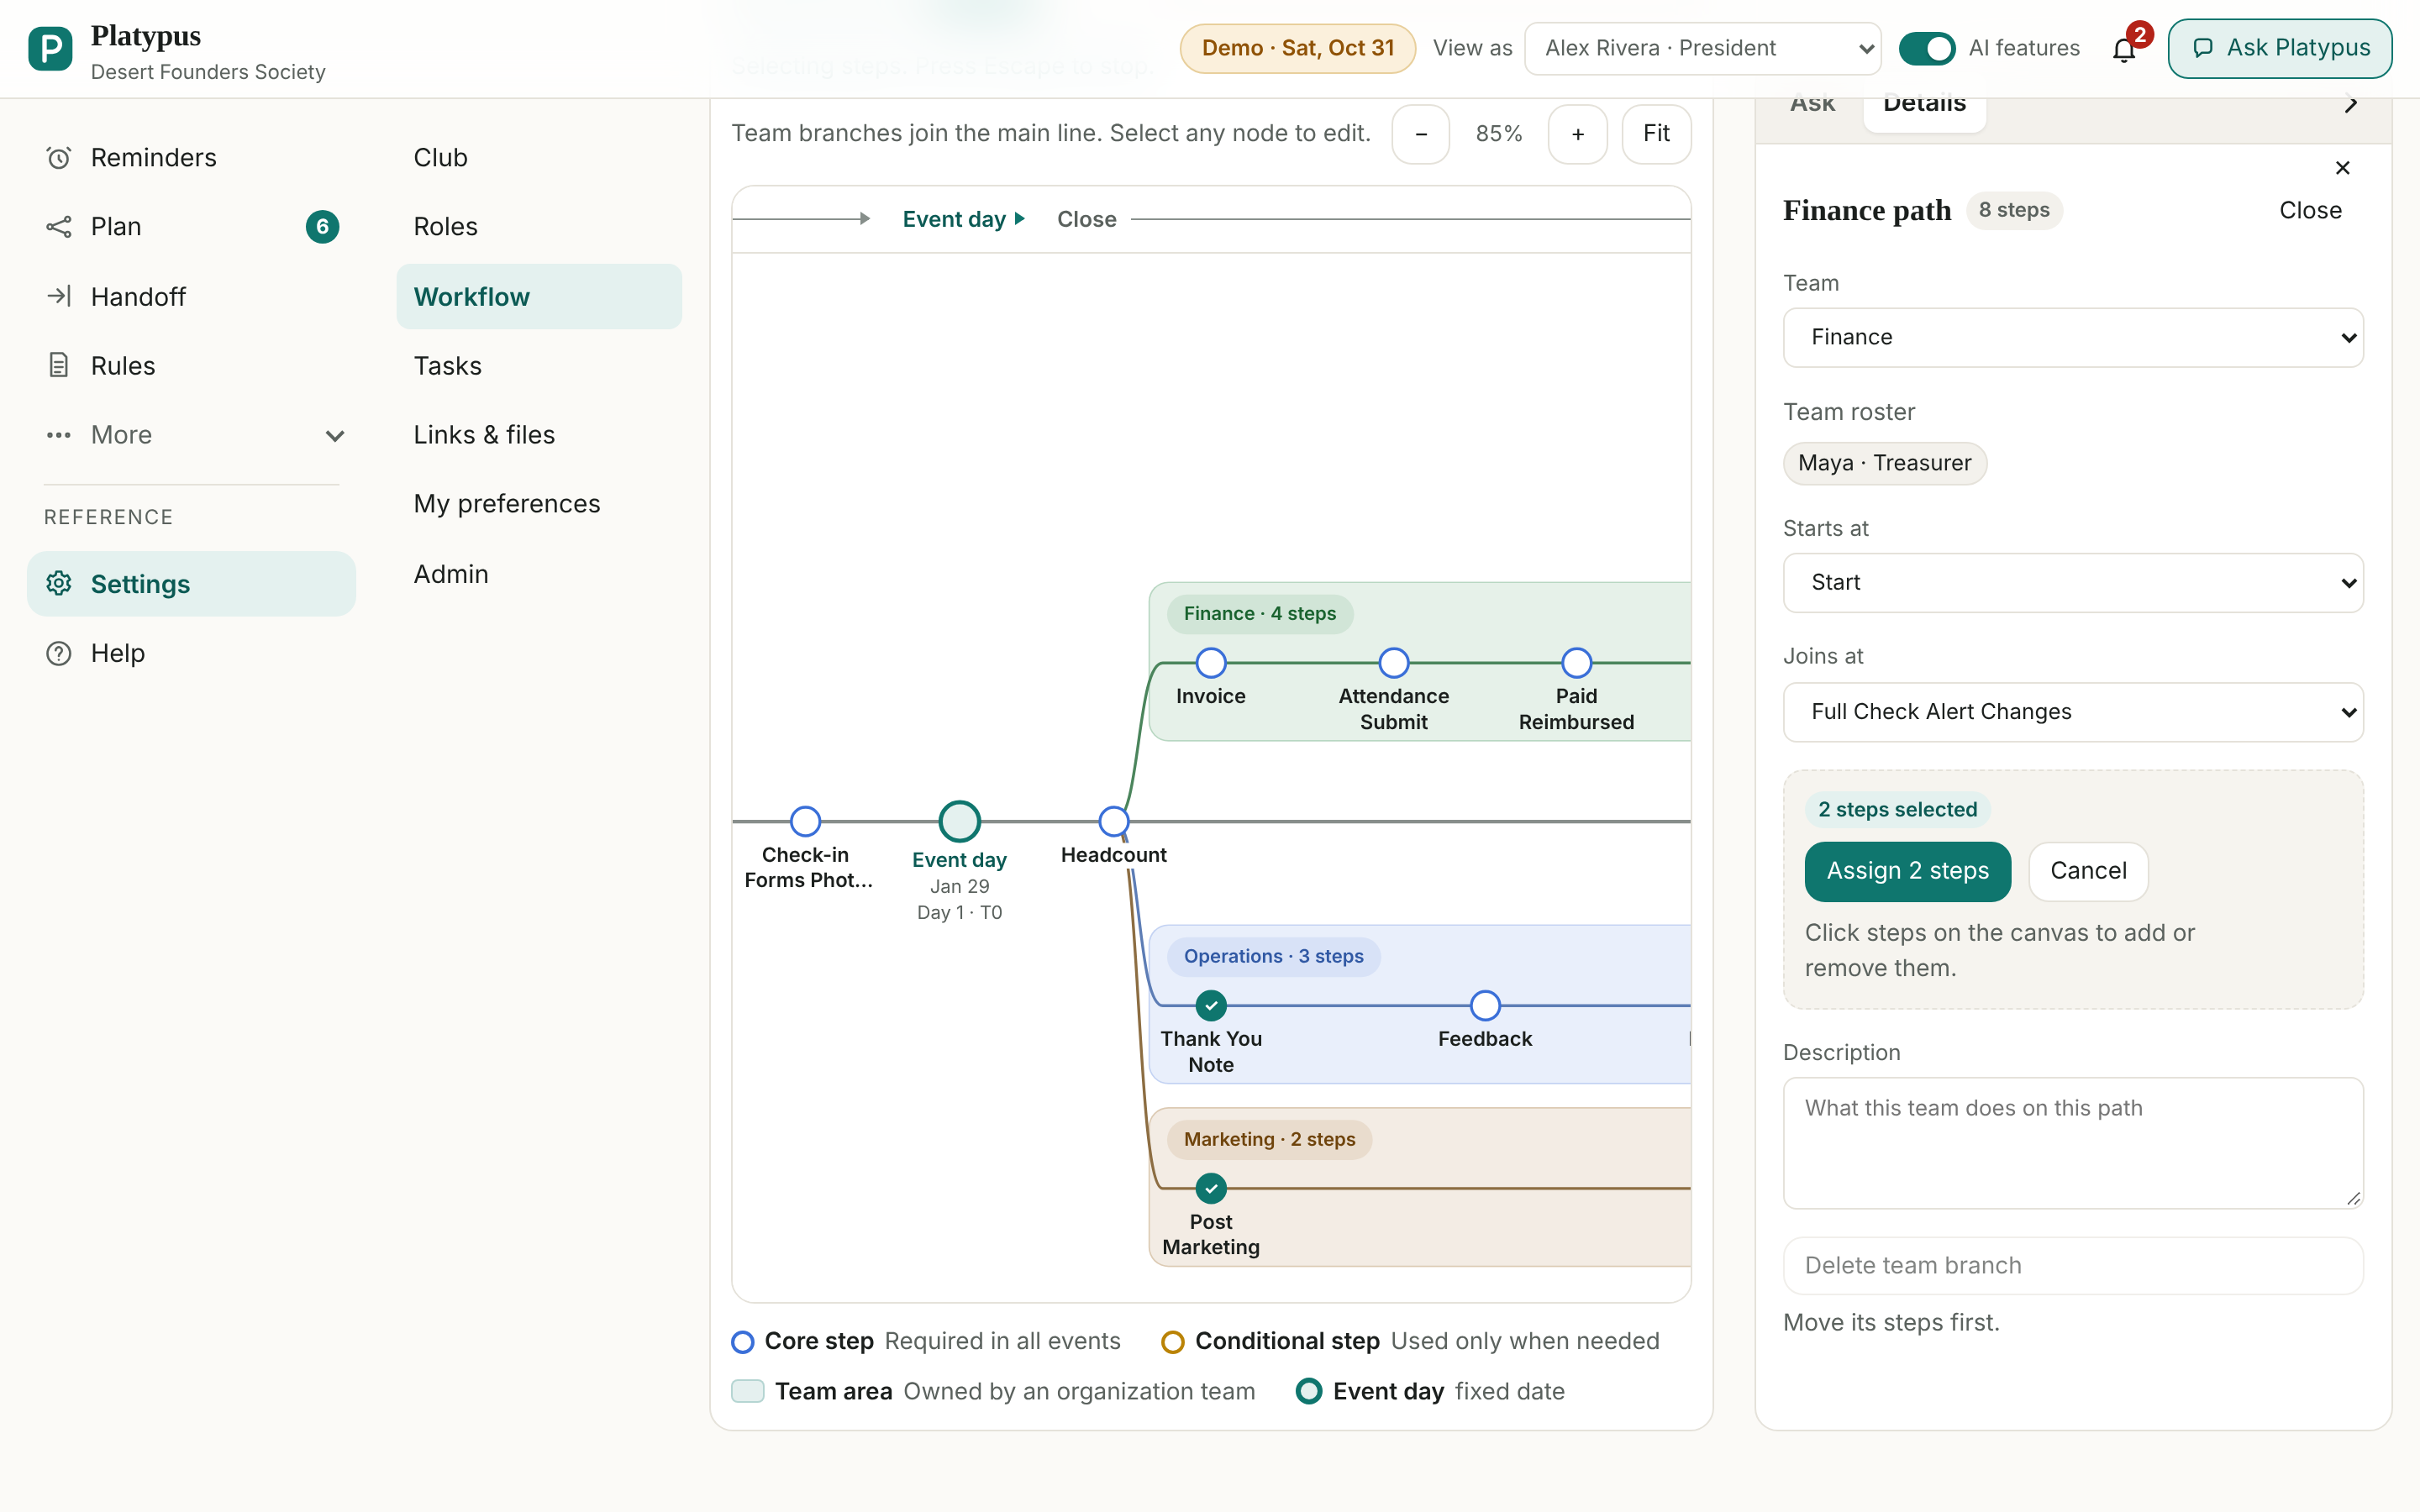 Platypus
Desert Founders Society
Selecting steps. Press Escape to stop.
Demo · Sat, Oct 31
View as
Alex Rivera · President
AI features
2
Ask Platypus
Reminders
Plan
6
Handoff
Rules
More
REFERENCE
Settings
Help
Club
Roles
Workflow
Tasks
Links & files
My preferences
Admin
Team branches join the main line. Select any node to edit.
−
85%
+
Fit
Event day
Close
Finance · 4 steps
Invoice
Attendance
Submit
Paid
Reimbursed
Check-in
Forms Phot...
Event day
Jan 29
Day 1 · T0
Headcount
Operations · 3 steps
Thank You
Note
Feedback
Marketing · 2 steps
Post
Marketing
Core step Required in all events
Conditional step Used only when needed
Team area Owned by an organization team
Event day fixed date
Ask
Details
Finance path
8 steps
Close
Team
Finance
Team roster
Maya · Treasurer
Starts at
Start
Joins at
Full Check Alert Changes
2 steps selected
Assign 2 steps
Cancel
Click steps on the canvas to add or
remove them.
Description
What this team does on this path
Delete team branch
Move its steps first.